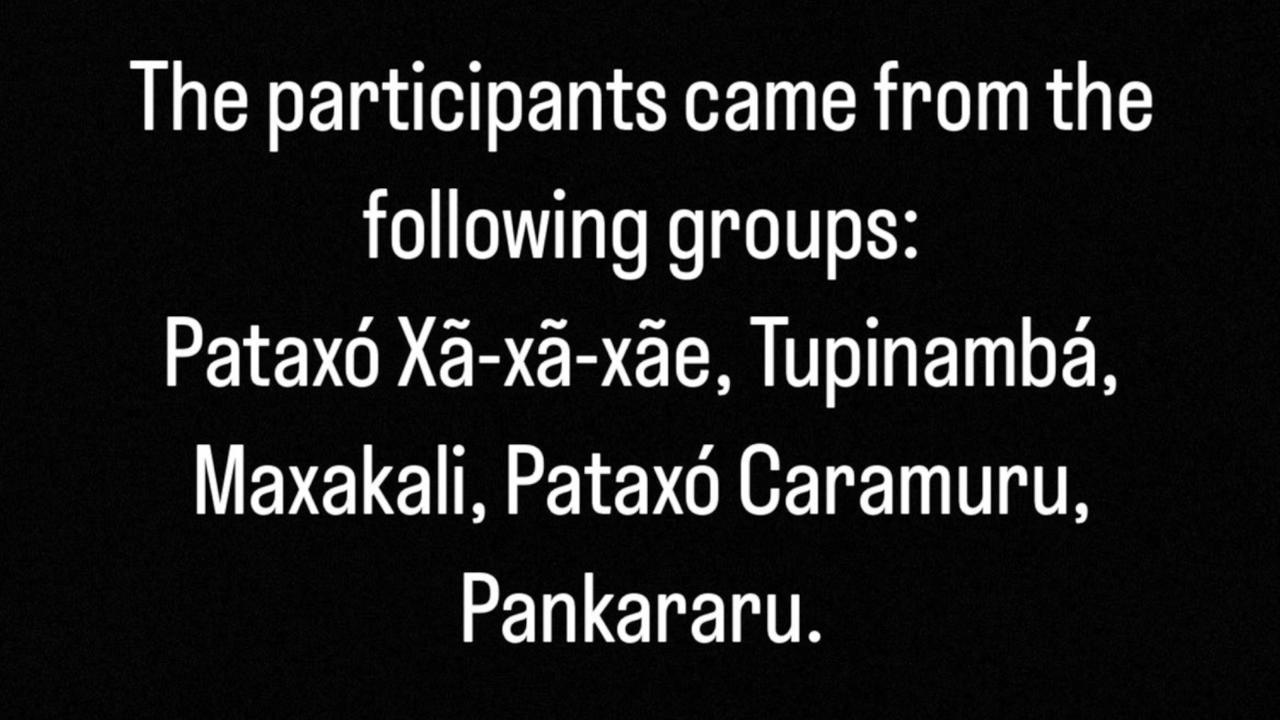 The participants came from the
following groups:
Pataxó Xã-xã-xãe, Tupinambá,
Maxakali, Pataxó Caramuru,
Pankararu.